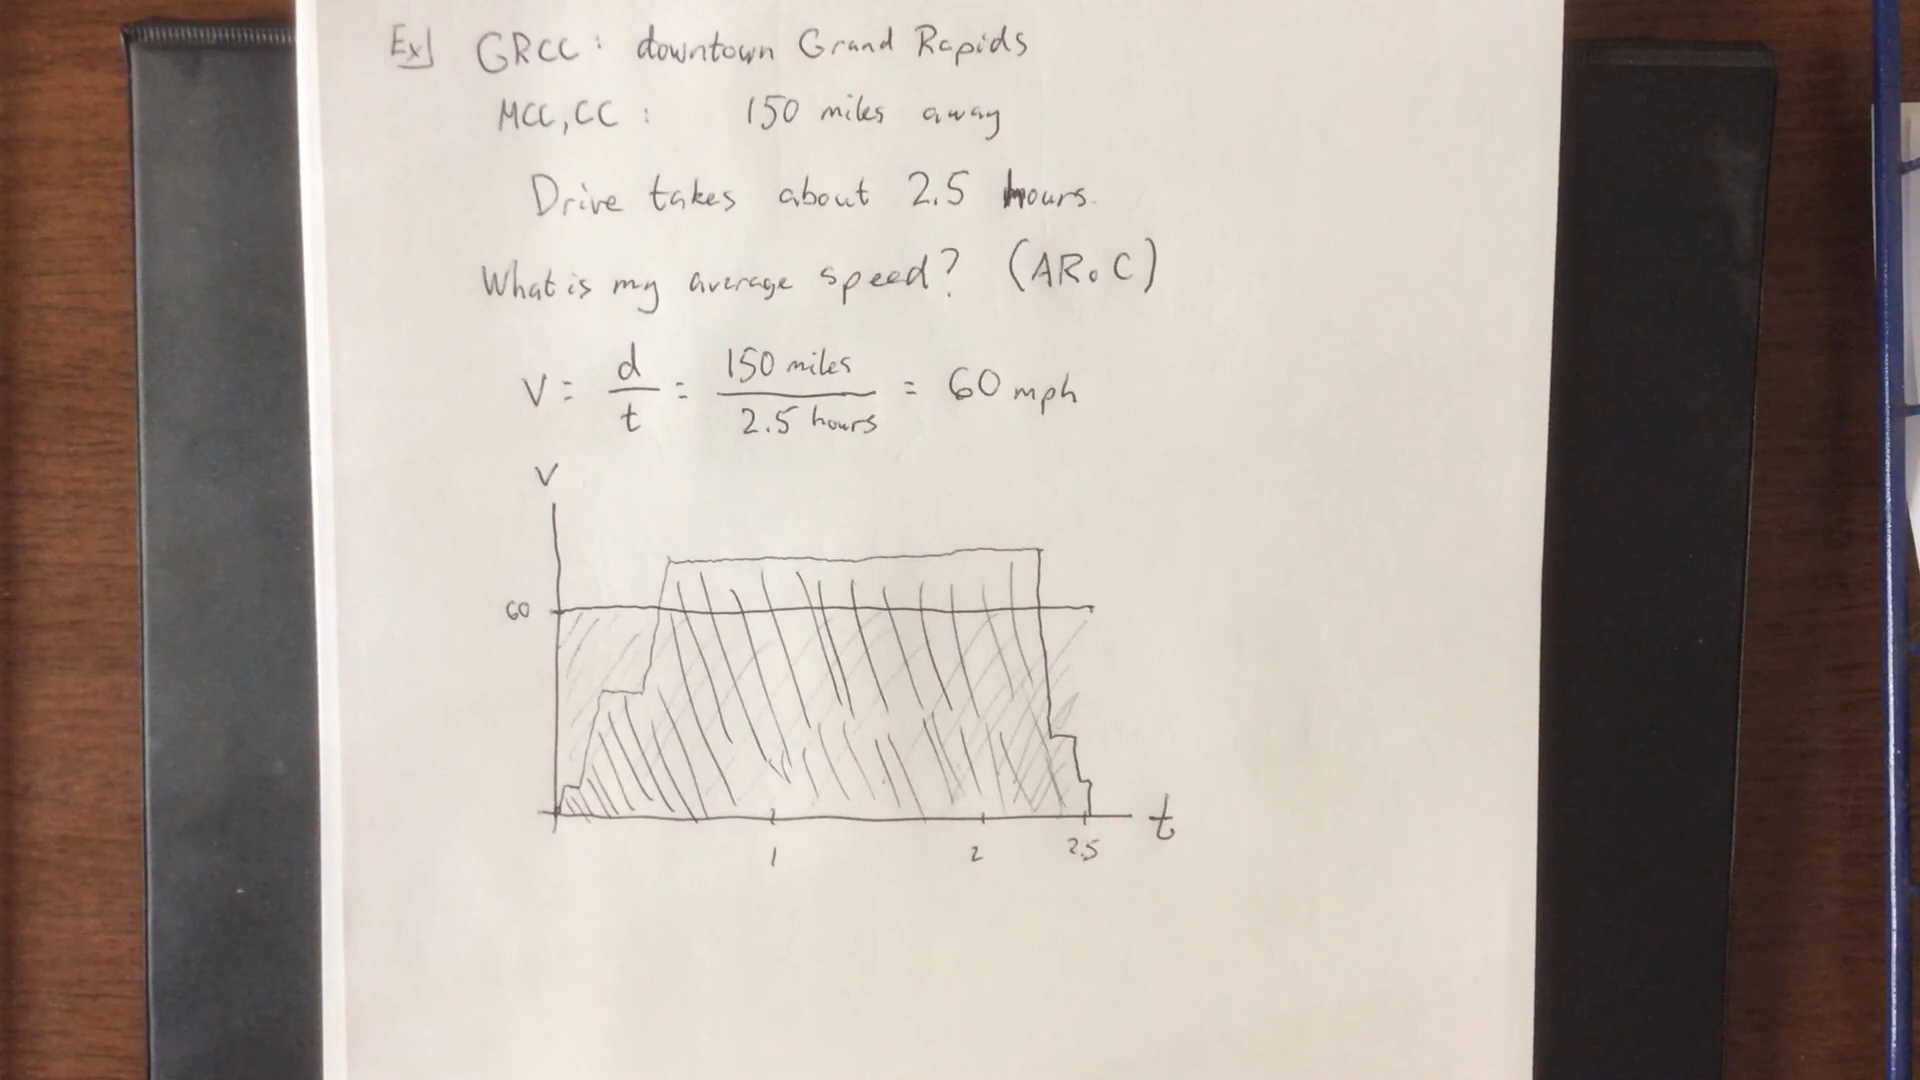 Ex] GRCC: downtown Grand Rapids
MCC, CC: 150 miles away
Drive takes about 2.5 hours.
What is my average speed? (ARoC)
V = d/t = 150 miles / 2.5 hours = 60 mph
V
60
t
1 2 2.5